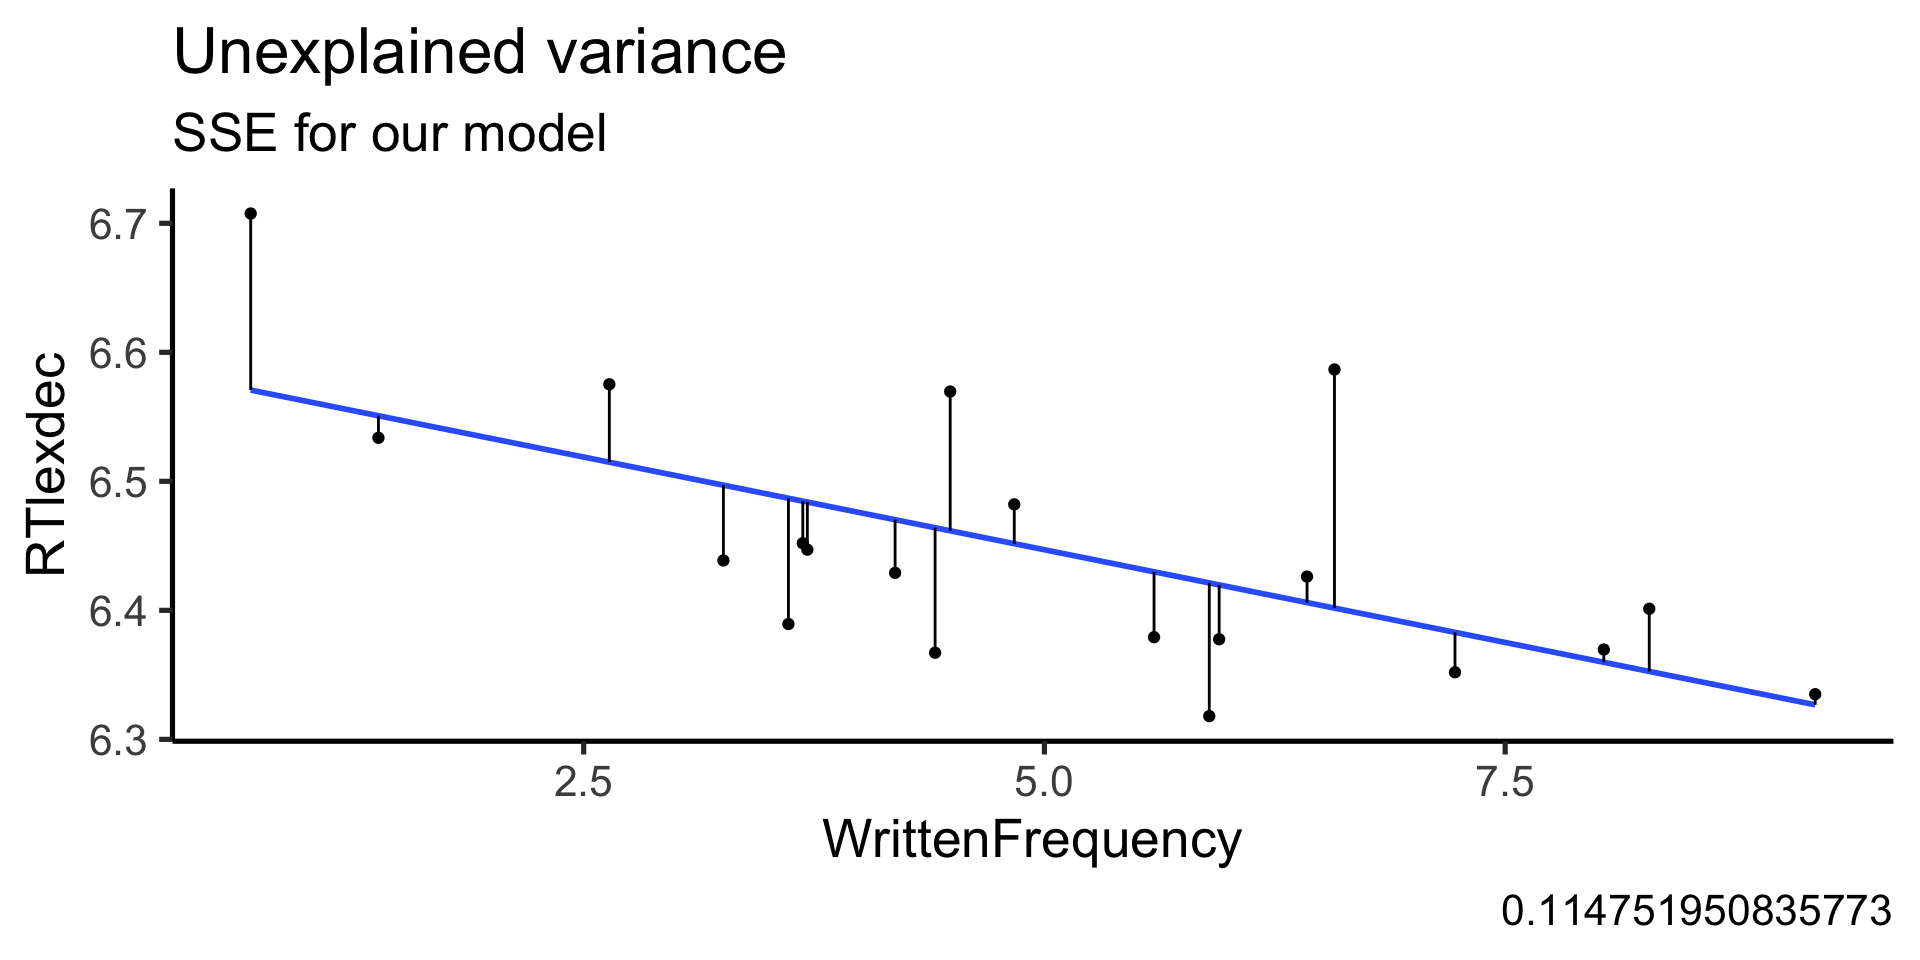 Unexplained variance
SSE for our model
RTlexdec
6.7
6.6
6.5
6.4
6.3
2.5 5.0 7.5
WrittenFrequency
0.114751950835773